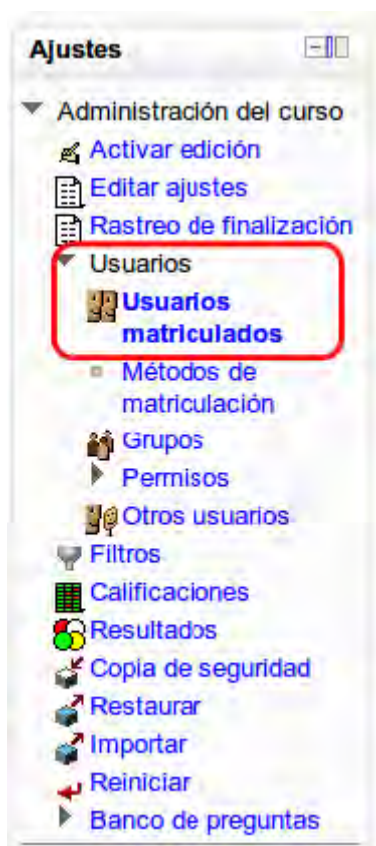 Ajustes
Administración del curso
Activar edición
Editar ajustes
Rastreo de finalización
Usuarios
Usuarios
matriculados
Métodos de
matriculación
Grupos
Permisos
Otros usuarios
Filtros
Calificaciones
Resultados
Copia de seguridad
Restaurar
Importar
Reiniciar
Banco de preguntas